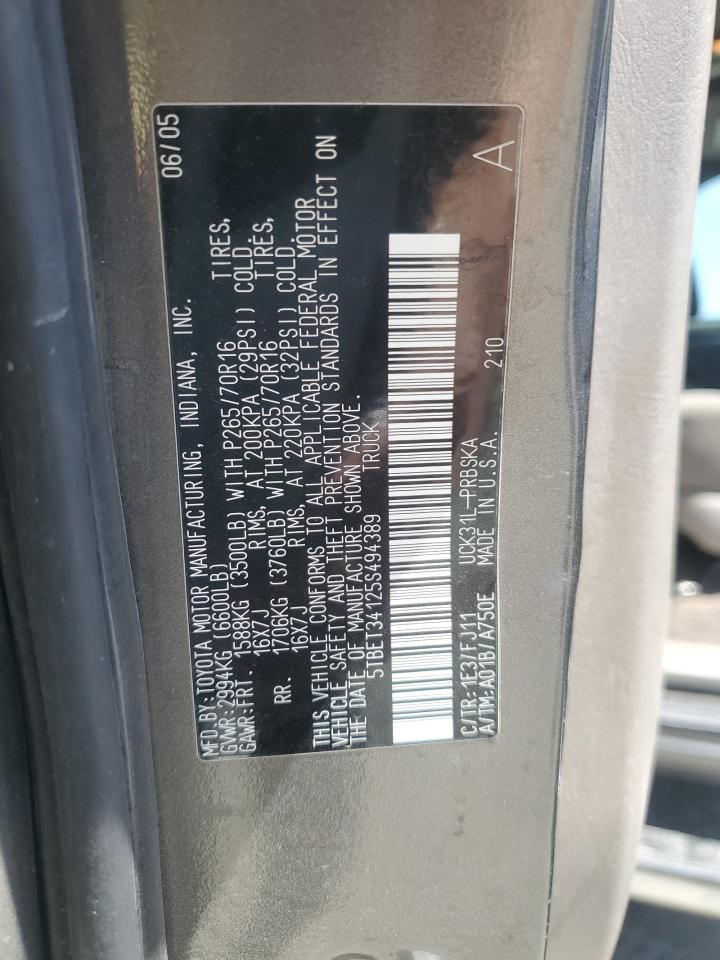 MFD BY:TOYOTA MOTOR MANUFACTURING, INDIANA, INC. 06/05
GVWR:2994KG (6600LB)
GAWR:FRT. 1588KG (3500LB) WITH P265/70R16 TIRES,
16X7J RIMS, AT 200KPA (29PSI) COLD.
RR. 1706KG (3760LB) WITH P265/70R16 TIRES,
16X7J RIMS, AT 220KPA (32PSI) COLD.
THIS VEHICLE CONFORMS TO ALL APPLICABLE FEDERAL MOTOR
VEHICLE SAFETY AND THEFT PREVENTION STANDARDS IN EFFECT ON
THE DATE OF MANUFACTURE SHOWN ABOVE.
5TBET34125S494389 TRUCK
C/TR:1E3/FJ11 UCK31L-PRBSKA
A/TM:A01B/A750E MADE IN U.S.A. 210
A